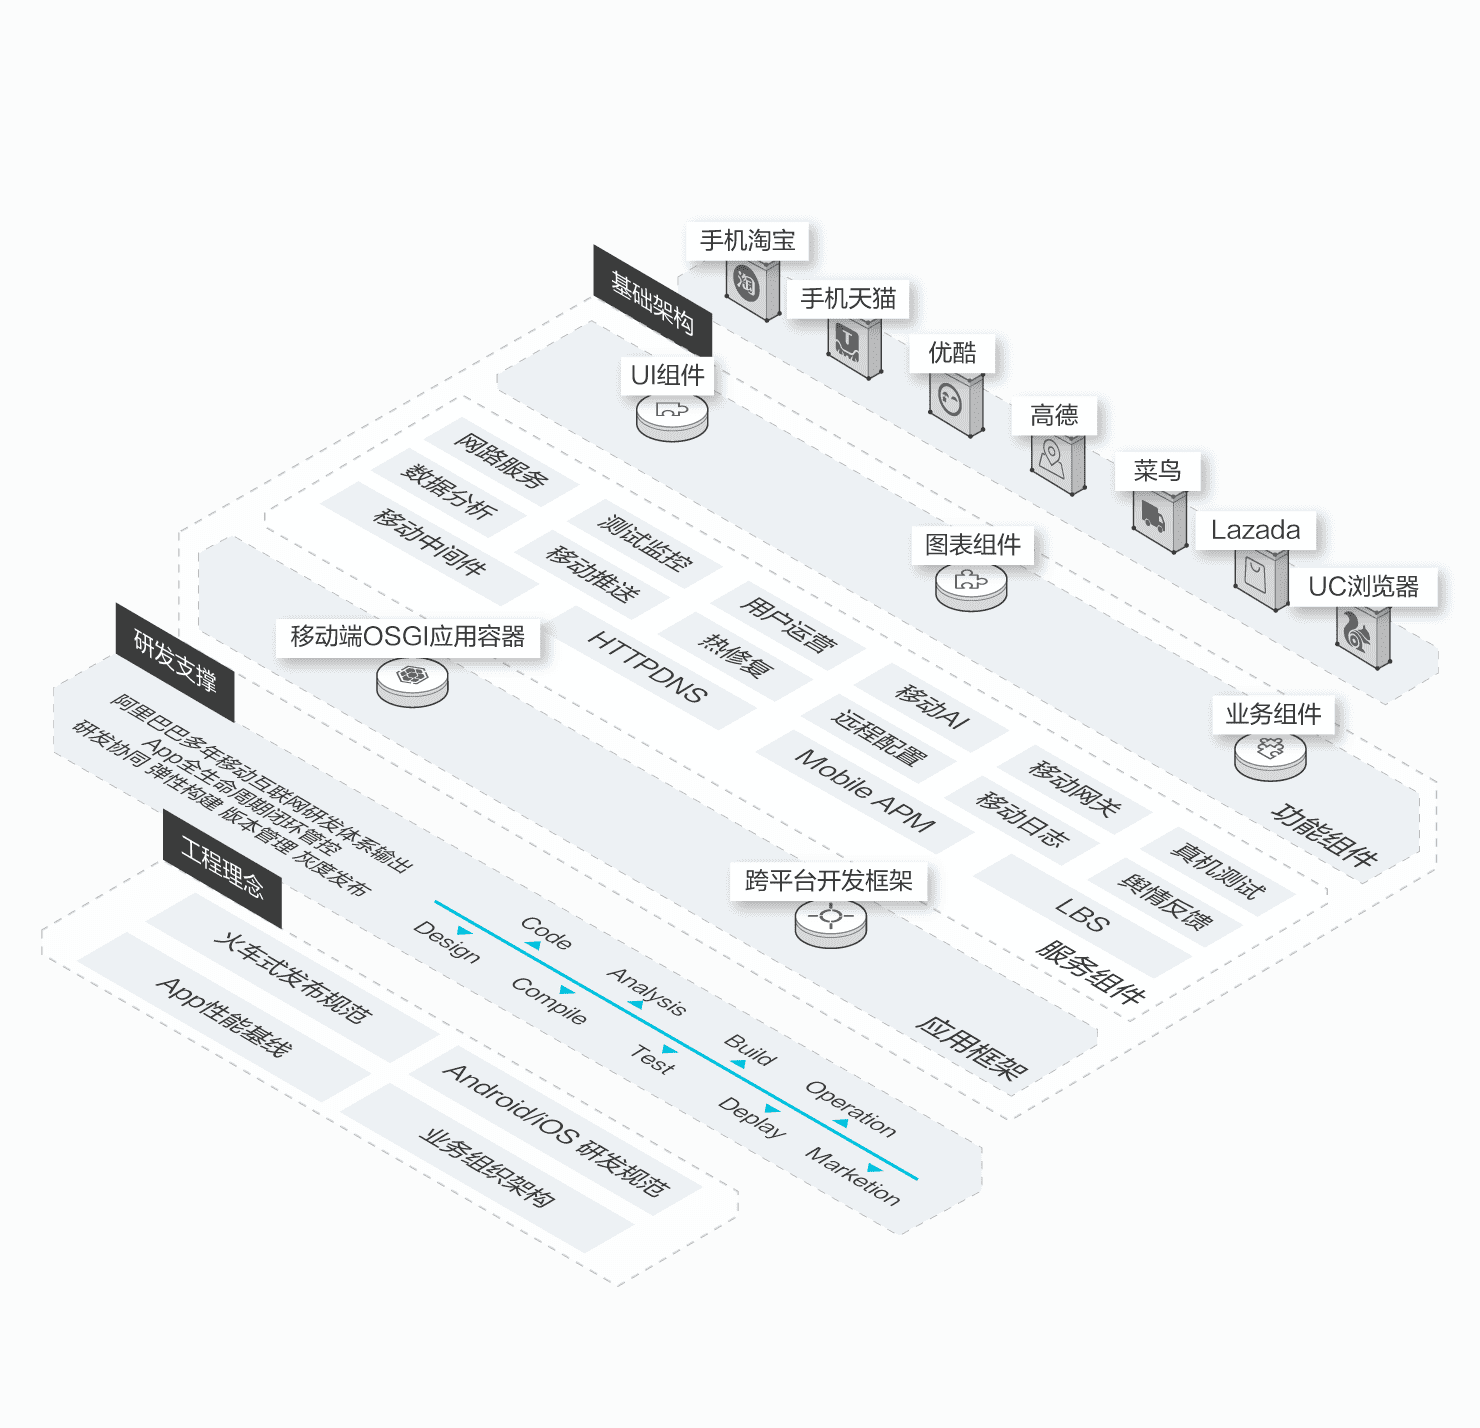 手机淘宝
淘
基础架构
手机天猫
T
优酷
UI组件
高德
菜鸟
Lazada
UC浏览器
图表组件
业务组件
功能组件
网路服务
数据分析
移动中间件
测试监控
移动推送
HTTPDNS
用户运营
热修复
移动AI
远程配置
Mobile APM
移动网关
移动日志
LBS
真机测试
舆情反馈
服务组件
移动端OSGI应用容器
跨平台开发框架
应用框架
研发支撑
阿里巴巴多年移动互联网研发体系输出
App全生命周期闭环管控
研发协同 弹性构建 版本管理 灰度发布
Code
Design
Analysis
Compile
Build
Test
Operation
Deplay
Marketion
工程理念
火车式发布规范
App性能基线
Android/iOS 研发规范
业务组织架构